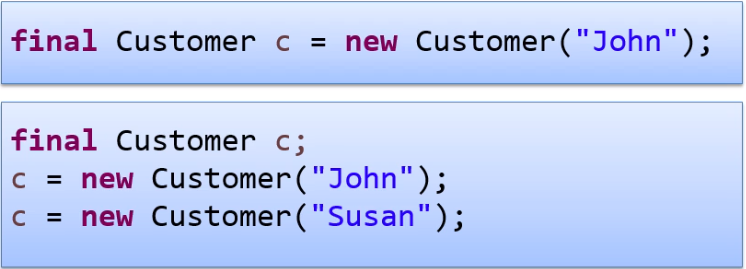 final Customer c = new Customer("John");
final Customer c;
c = new Customer("John");
c = new Customer("Susan");